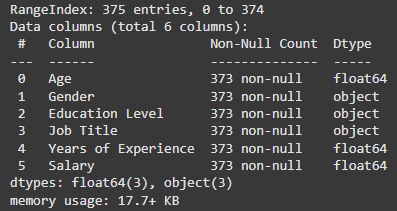 RangeIndex: 375 entries, 0 to 374
Data columns (total 6 columns):
 #   Column               Non-Null Count  Dtype
---  ------               --------------  -----
 0   Age                  373 non-null    float64
 1   Gender               373 non-null    object
 2   Education Level      373 non-null    object
 3   Job Title            373 non-null    object
 4   Years of Experience  373 non-null    float64
 5   Salary               373 non-null    float64
dtypes: float64(3), object(3)
memory usage: 17.7+ KB